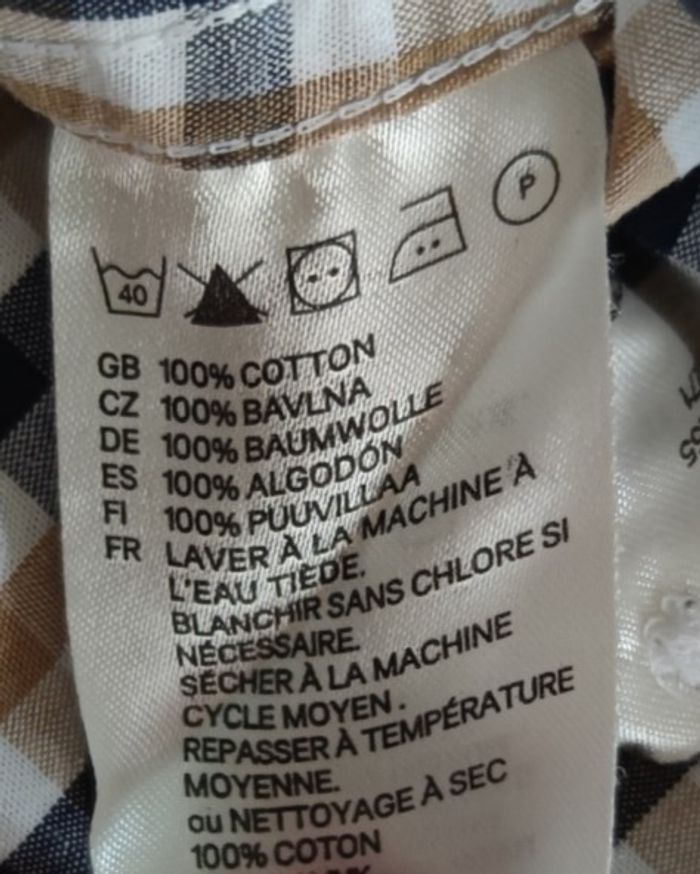 40
P
GB 100% COTTON
CZ 100% BAVLNA
DE 100% BAUMWOLLE
ES 100% ALGODÓN
FI 100% PUUVILLAA
FR LAVER À LA MACHINE À
L'EAU TIÈDE.
BLANCHIR SANS CHLORE SI
NÉCESSAIRE.
SÉCHER À LA MACHINE
CYCLE MOYEN.
REPASSER À TEMPÉRATURE
MOYENNE.
ou NETTOYAGE À SEC
100% COTON